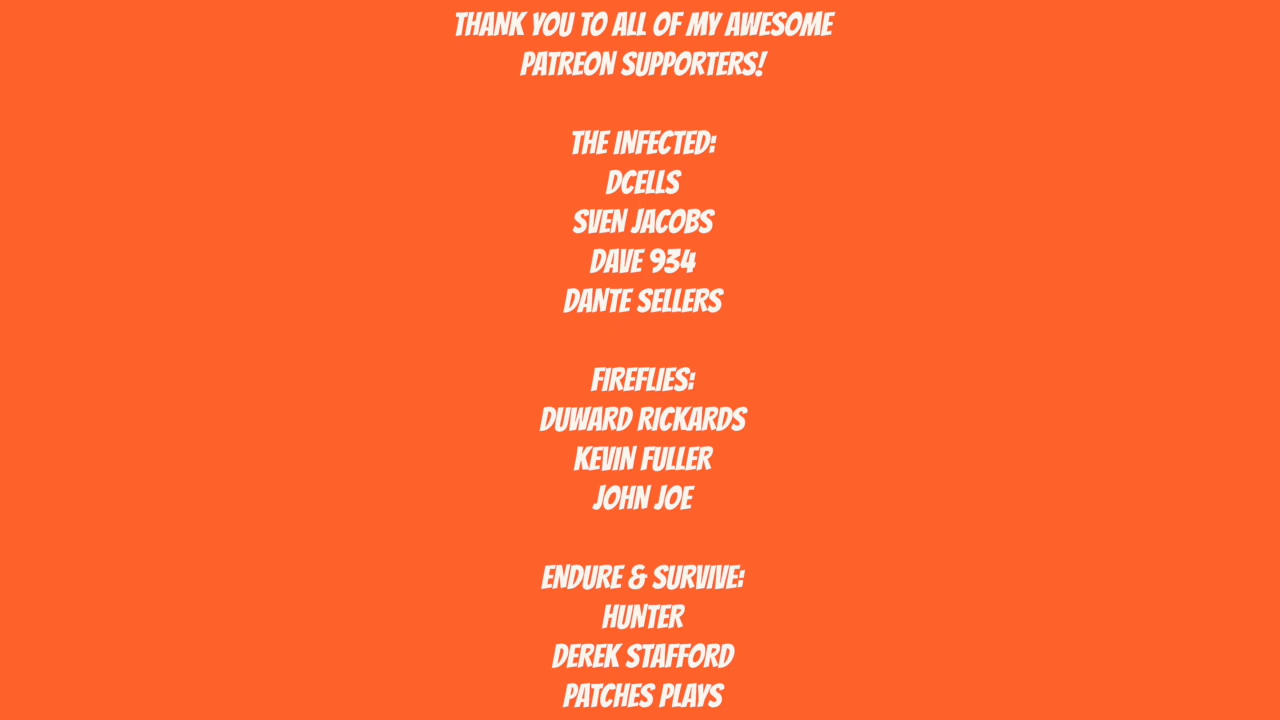 THANK YOU TO ALL OF MY AWESOME
PATREON SUPPORTERS!
THE INFECTED:
DCELLS
SVEN JACOBS
DAVE 934
DANTE SELLERS
FIREFLIES:
DUWARD RICKARDS
KEVIN FULLER
JOHN JOE
ENDURE & SURVIVE:
HUNTER
DEREK STAFFORD
PATCHES PLAYS